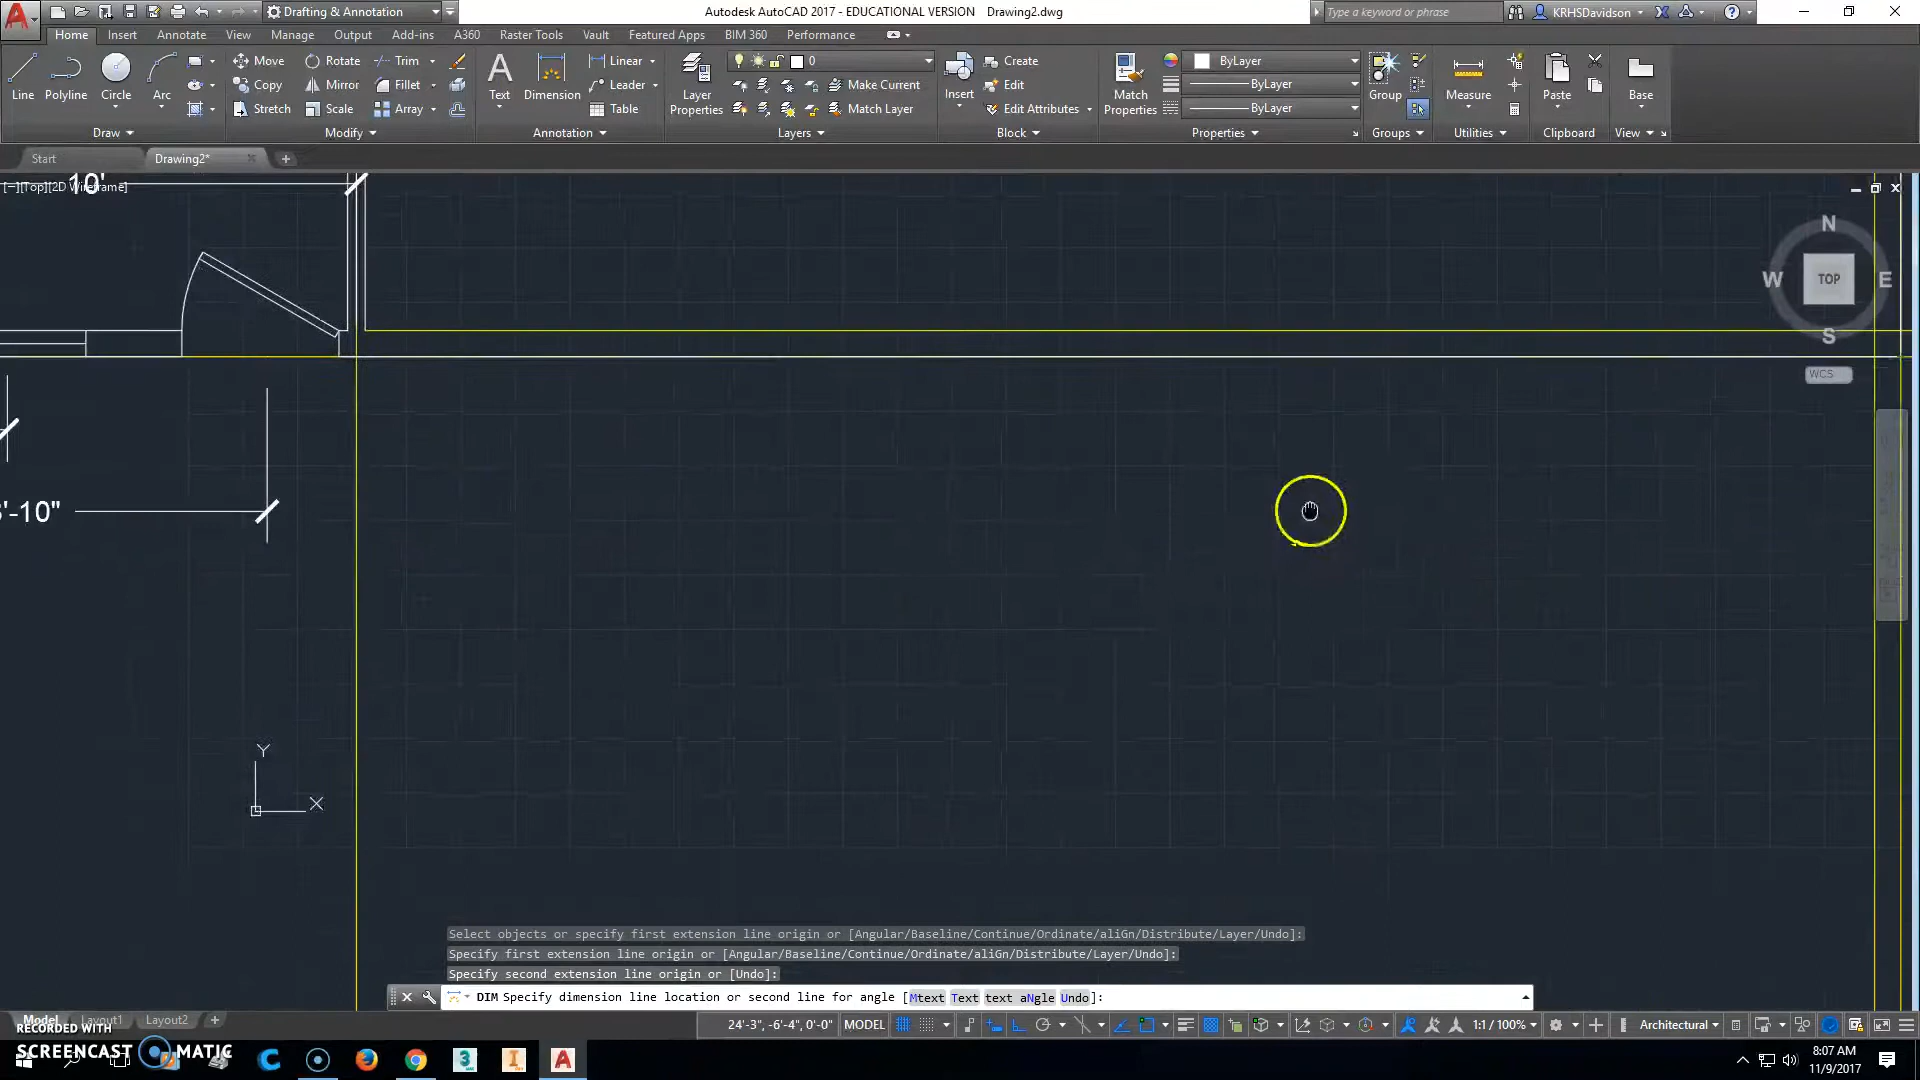 Drafting & Annotation
Autodesk AutoCAD 2017 - EDUCATIONAL VERSION Drawing2.dwg
Type a keyword or phrase
KRHSDavidson
Home Insert Annotate View Manage Output Add-ins A360 Raster Tools Vault Featured Apps BIM 360 Performance
Line Polyline Circle Arc
Move Rotate Trim
Copy Mirror Fillet
Stretch Scale Array
Text Dimension
Linear
Leader
Table
Layer Properties
0
Make Current
Match Layer
Insert
Create
Edit
Edit Attributes
Match Properties
ByLayer
ByLayer
ByLayer
Group
Measure
Paste
Base
Draw Modify Annotation Layers Block Properties Groups Utilities Clipboard View
Start Drawing2*
[−][Top][2D Wireframe]
10'
N
W TOP E
S
WCS
'-10"
Y
X
Select objects or specify first extension line origin or [Angular/Baseline/Continue/Ordinate/aliGn/Distribute/Layer/Undo]:
Specify first extension line origin or [Angular/Baseline/Continue/Ordinate/aliGn/Distribute/Layer/Undo]:
Specify second extension line origin or [Undo]:
DIM Specify dimension line location or second line for angle [Mtext Text text aNgle Undo]:
Model Layout1 Layout2
24'-3", -6'-4", 0'-0" MODEL
1:1 / 100%
Architectural
RECORDED WITH
SCREENCAST MATIC
8:07 AM
11/9/2017